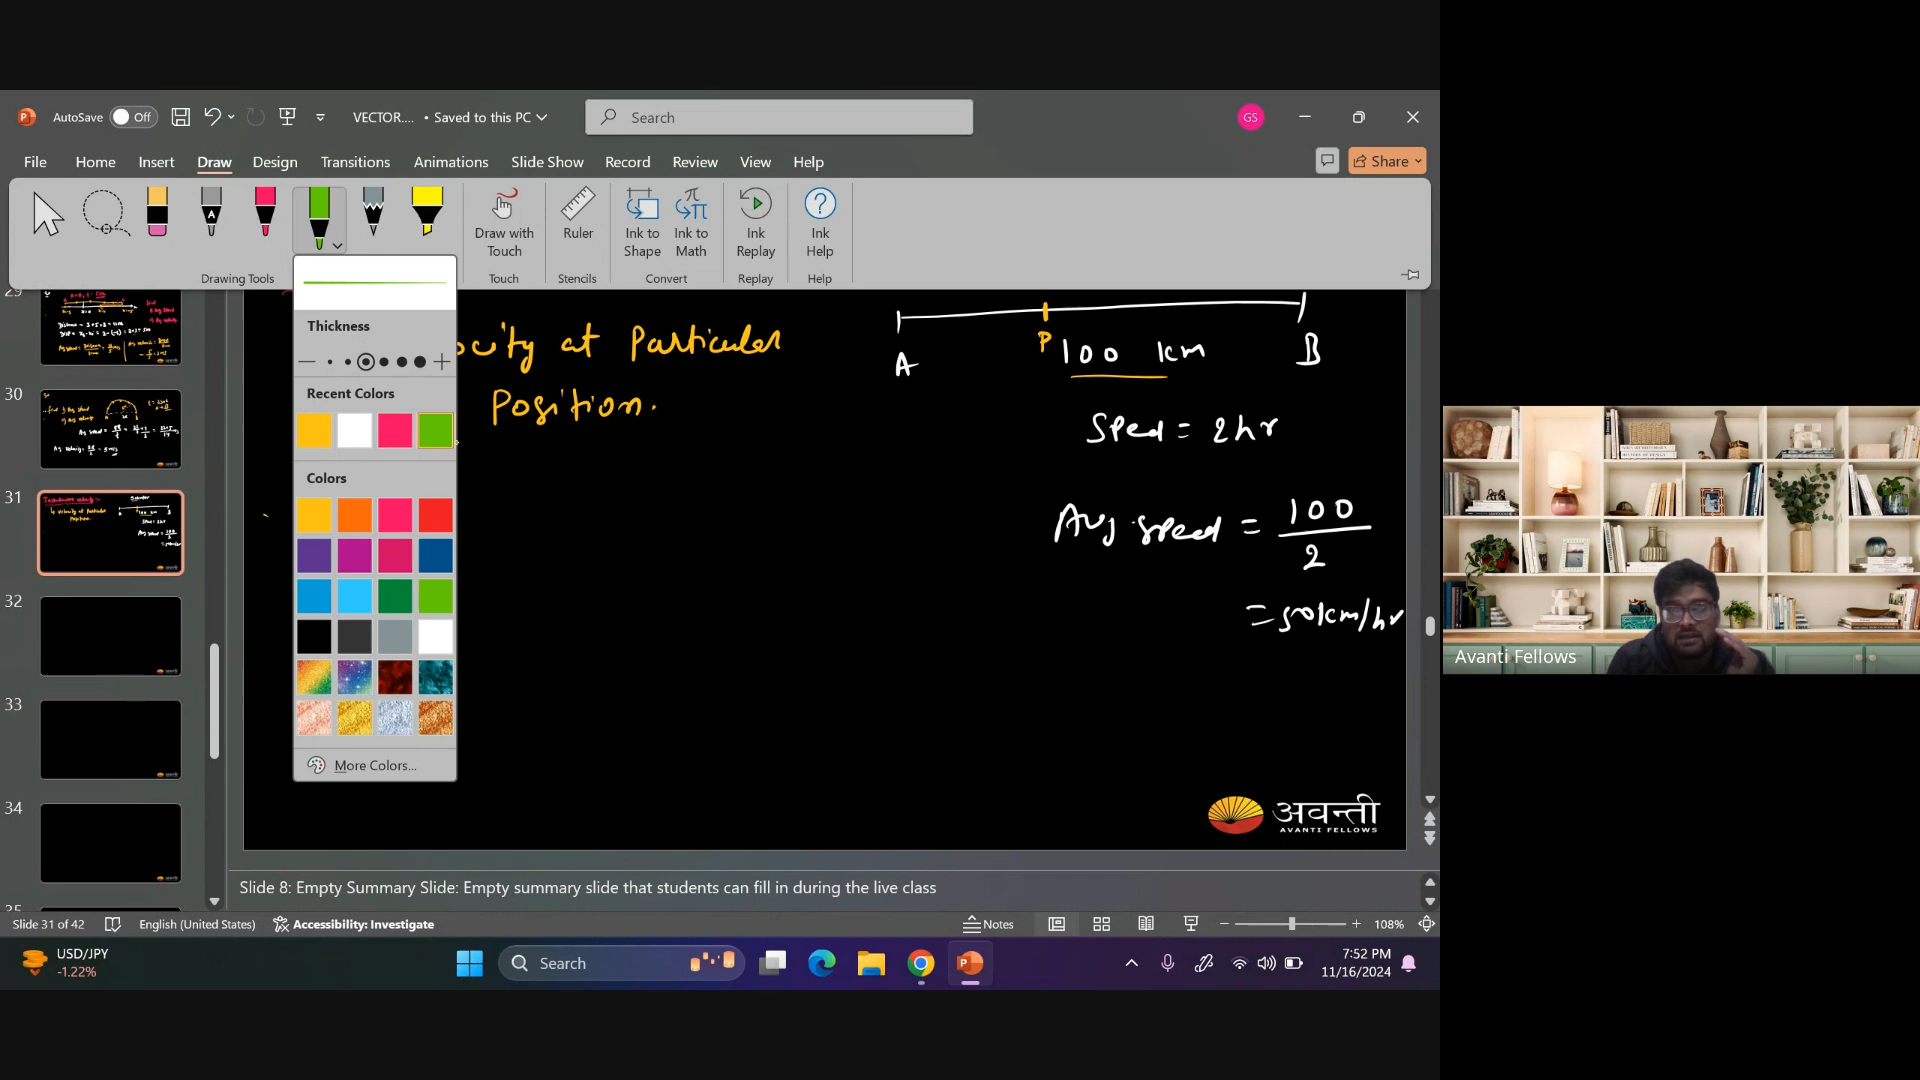 AutoSave Off VECTOR.... • Saved to this PC Search GS
File Home Insert Draw Design Transitions Animations Slide Show Record Review View Help Share
Draw with Touch Ruler Ink to Shape Ink to Math Ink Replay Ink Help
Drawing Tools Touch Stencils Convert Replay Help
Thickness
Recent Colors
Colors
More Colors...
29
30
31
32
33
34
35
ocity at Particular
Position.
A P 100 km B
Speed = 2hr
Avg speed = 100
2
= 50km/hr
अवन्ती
AVANTI FELLOWS
Avanti Fellows
Slide 8: Empty Summary Slide: Empty summary slide that students can fill in during the live class
Slide 31 of 42 English (United States) Accessibility: Investigate Notes 108%
USD/JPY
-1.22%
Search
7:52 PM
11/16/2024